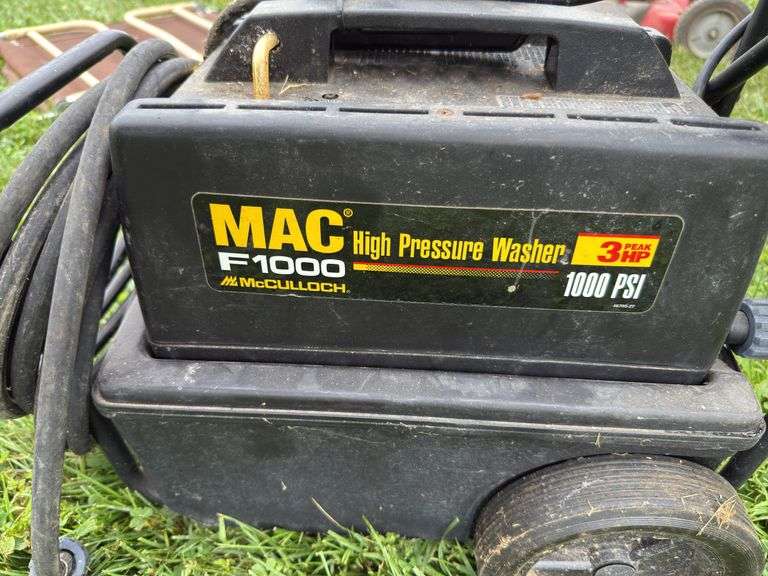 MAC® High Pressure Washer 3 PEAK HP
F1000 1000 PSI
McCULLOCH